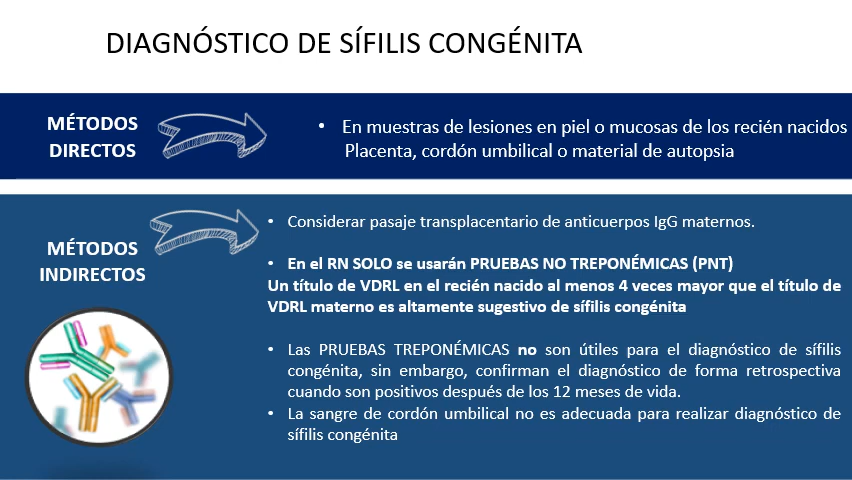 DIAGNÓSTICO DE SÍFILIS CONGÉNITA
MÉTODOS
DIRECTOS
• En muestras de lesiones en piel o mucosas de los recién nacidos
Placenta, cordón umbilical o material de autopsia
MÉTODOS
INDIRECTOS
• Considerar pasaje transplacentario de anticuerpos IgG maternos.
• En el RN SOLO se usarán PRUEBAS NO TREPONÉMICAS (PNT)
Un título de VDRL en el recién nacido al menos 4 veces mayor que el título de
VDRL materno es altamente sugestivo de sífilis congénita
• Las PRUEBAS TREPONÉMICAS no son útiles para el diagnóstico de sífilis
congénita, sin embargo, confirman el diagnóstico de forma retrospectiva
cuando son positivos después de los 12 meses de vida.
• La sangre de cordón umbilical no es adecuada para realizar diagnóstico de
sífilis congénita